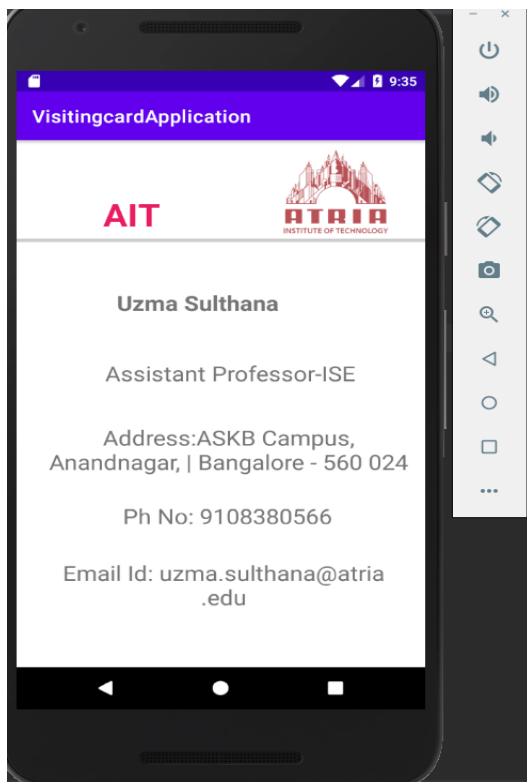 9:35
VisitingcardApplication
AIT
ATRIA
INSTITUTE OF TECHNOLOGY
Uzma Sulthana
Assistant Professor-ISE
Address:ASKB Campus,
Anandnagar, | Bangalore - 560 024
Ph No: 9108380566
Email Id: uzma.sulthana@atria
.edu